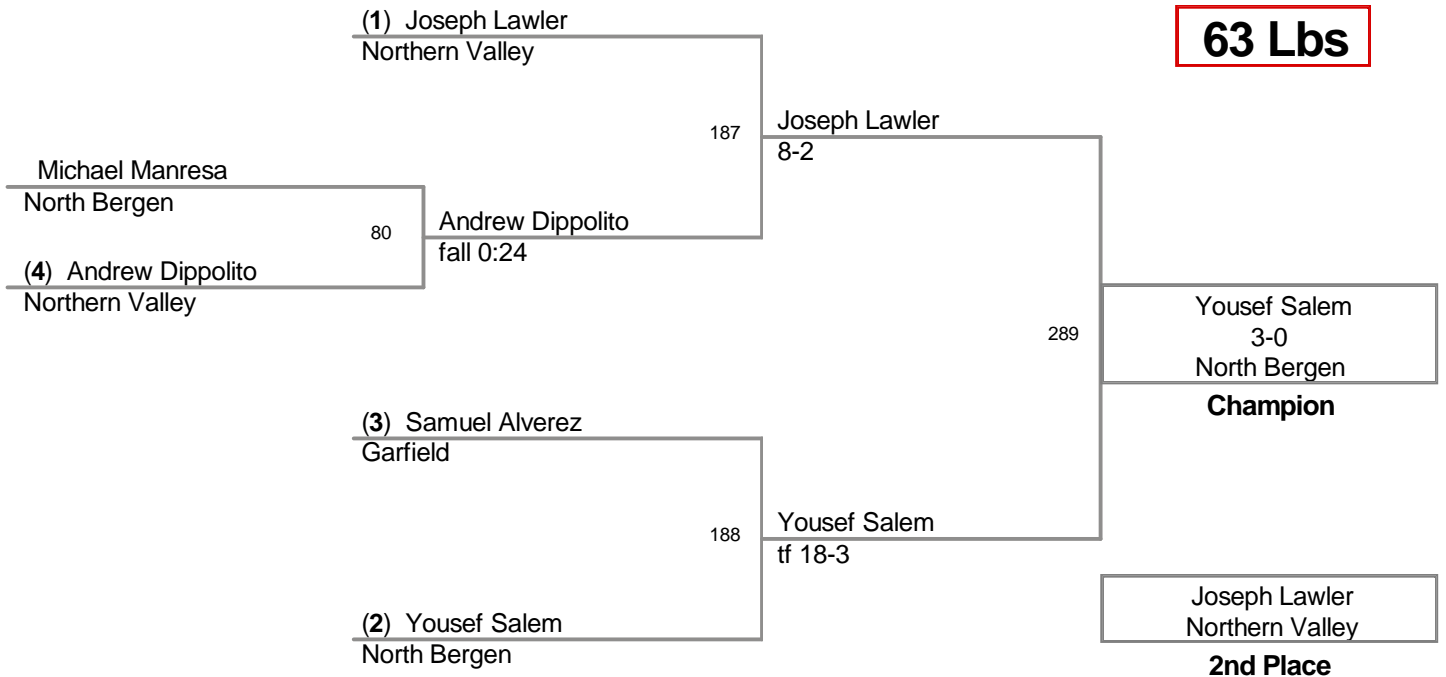 (1) Joseph Lawler
Northern Valley
63 Lbs
187
Joseph Lawler
8-2
Michael Manresa
North Bergen
80
Andrew Dippolito
fall 0:24
(4) Andrew Dippolito
Northern Valley
289
Yousef Salem
3-0
North Bergen
Champion
(3) Samuel Alverez
Garfield
188
Yousef Salem
tf 18-3
(2) Yousef Salem
North Bergen
Joseph Lawler
Northern Valley
2nd Place